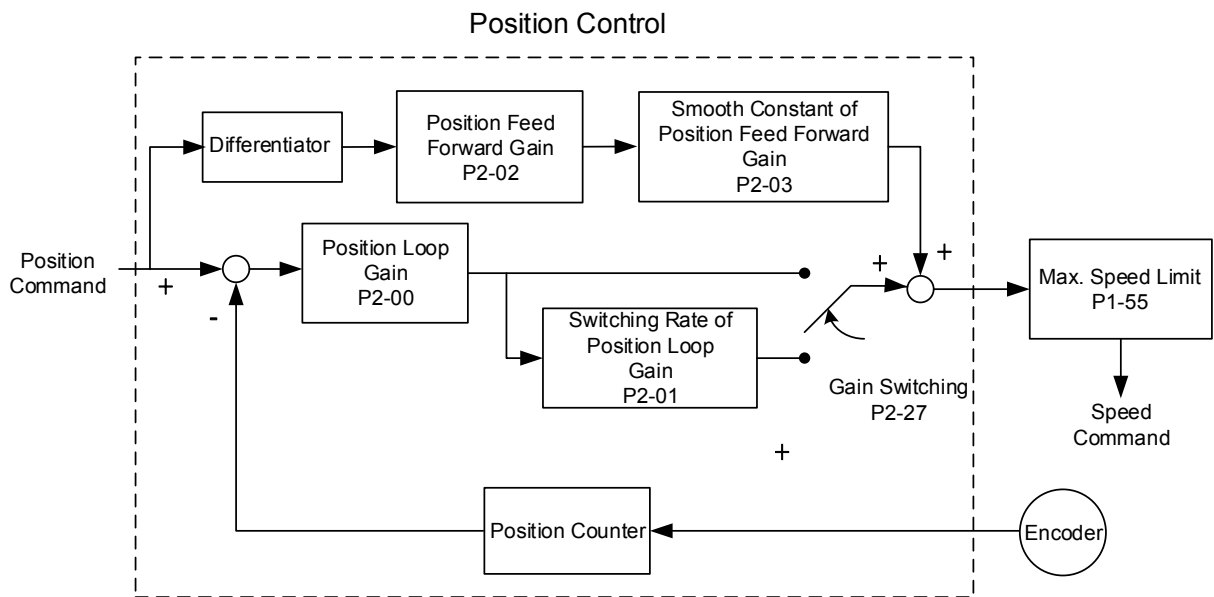 Position Control
Differentiator
Position Feed
Forward Gain
P2-02
Smooth Constant of
Position Feed Forward
Gain
P2-03
Position
Command
+
-
Position Loop
Gain
P2-00
Switching Rate of
Position Loop
Gain
P2-01
+
+
Gain Switching
P2-27
+
Max. Speed Limit
P1-55
Speed
Command
Position Counter
Encoder